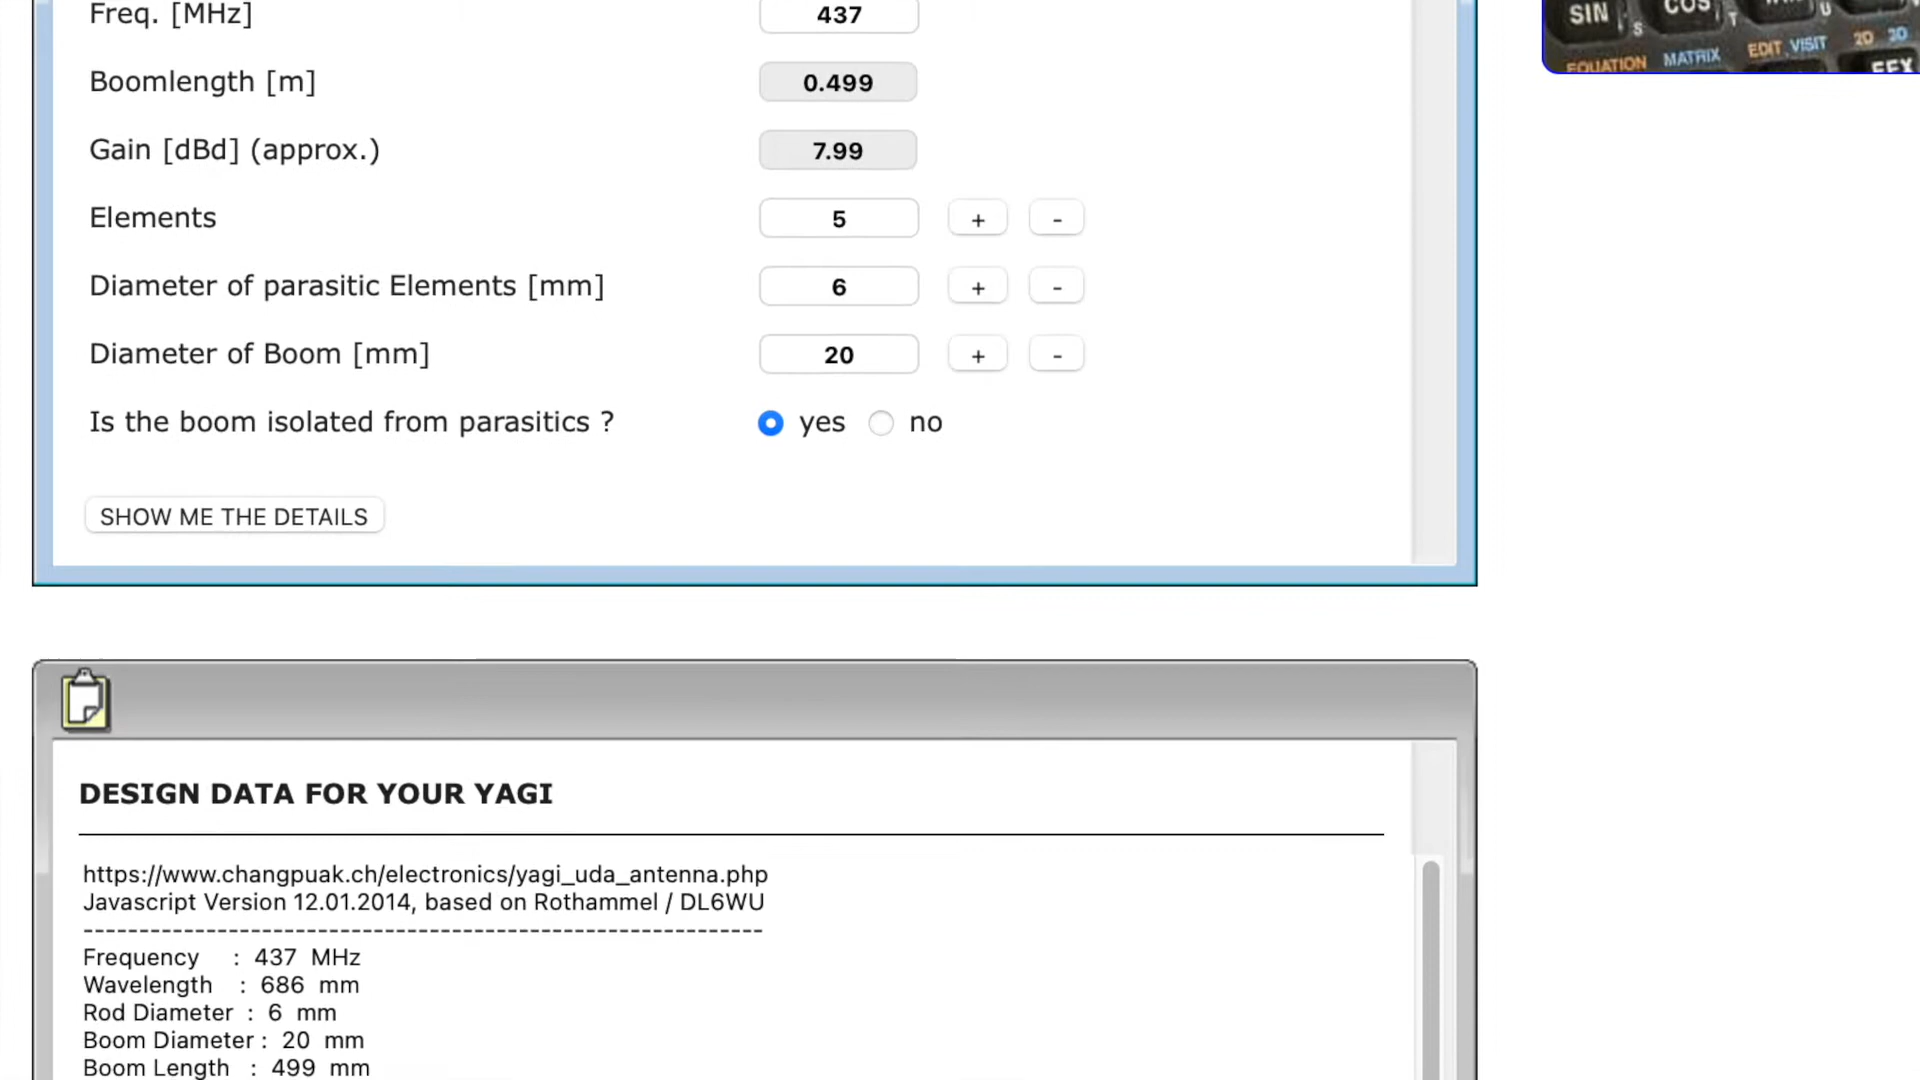 Freq. [MHz] 437
SIN COS
S T U
EQUATION MATRIX EDIT VISIT 2D 3D
EEX
Boomlength [m] 0.499
Gain [dBd] (approx.) 7.99
Elements 5 + -
Diameter of parasitic Elements [mm] 6 + -
Diameter of Boom [mm] 20 + -
Is the boom isolated from parasitics ? yes no
SHOW ME THE DETAILS
DESIGN DATA FOR YOUR YAGI
https://www.changpuak.ch/electronics/yagi_uda_antenna.php
Javascript Version 12.01.2014, based on Rothammel / DL6WU
-------------------------------------------------------------
Frequency : 437 MHz
Wavelength : 686 mm
Rod Diameter : 6 mm
Boom Diameter : 20 mm
Boom Length : 499 mm